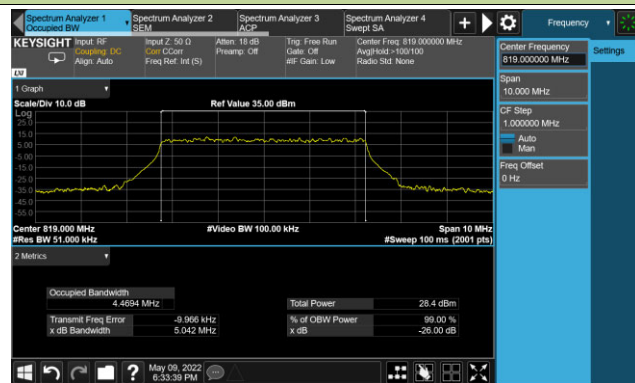 Spectrum Analyzer 1
Occupied BW
Spectrum Analyzer 2
SEM
Spectrum Analyzer 3
ACP
Spectrum Analyzer 4
Swept SA
+
Frequency
KEYSIGHT
Input: RF
Coupling: DC
Align: Auto
Input Z: 50 Ω
Corr CCorr
Freq Ref: Int (S)
Atten: 18 dB
Preamp: Off
Trig: Free Run
Gate: Off
#IF Gain: Low
Center Freq: 819.000000 MHz
Avg|Hold:>100/100
Radio Std: None
LXI
Center Frequency
819.000000 MHz
Settings
Span
10.000 MHz
CF Step
1.000000 MHz
Auto
Man
Freq Offset
0 Hz
1 Graph
Scale/Div 10.0 dB
Ref Value 35.00 dBm
Log
25.0
15.0
5.00
-5.00
-15.0
-25.0
-35.0
-45.0
-55.0
Center 819.000 MHz
#Video BW 100.00 kHz
Span 10 MHz
#Res BW 51.000 kHz
#Sweep 100 ms (2001 pts)
2 Metrics
Occupied Bandwidth
4.4694 MHz
Total Power
28.4 dBm
Transmit Freq Error
-9.966 kHz
% of OBW Power
99.00 %
x dB Bandwidth
5.042 MHz
x dB
-26.00 dB
?
May 09, 2022
6:33:39 PM